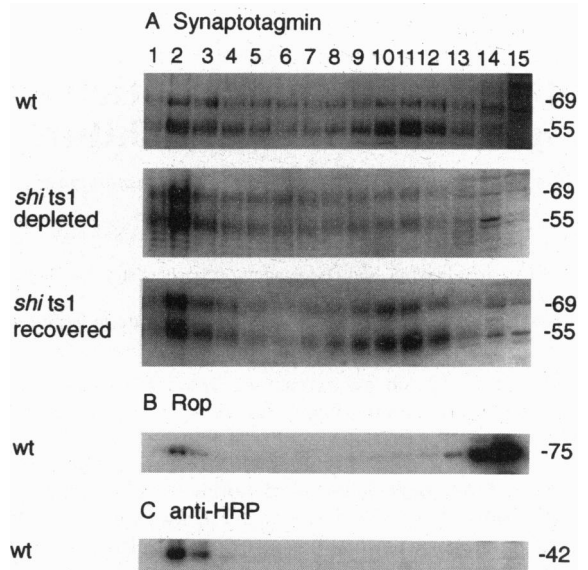 A Synaptotagmin
1 2 3 4 5 6 7 8 9 10 11 12 13 14 15
wt
-69
-55
shi ts1
depleted
-69
-55
shi ts1
recovered
-69
-55
B Rop
wt
-75
C anti-HRP
wt
-42